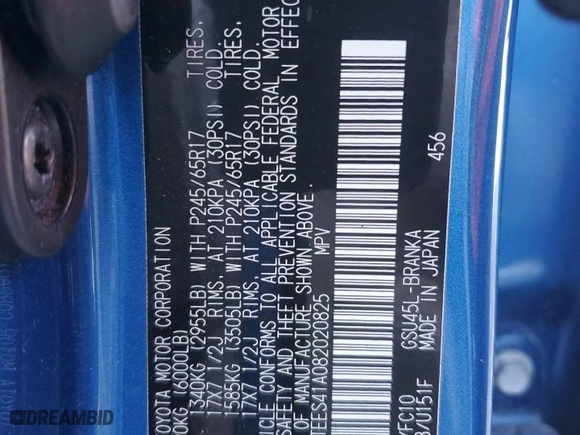 TOYOTA MOTOR CORPORATION
(6000LB)
1340KG (2955LB) WITH P245/65R17 TIRES,
17X7 1/2J RIMS, AT 210KPA (30PSI) COLD.
1585KG (3505LB) WITH P245/65R17 TIRES,
17X7 1/2J RIMS, AT 210KPA (30PSI) COLD.
CONFORMS TO ALL APPLICABLE FEDERAL MOTOR
SAFETY AND THEFT PREVENTION STANDARDS IN EFFECT
OF MANUFACTURE SHOWN ABOVE.
TEES41A082020825 MPV
FC10 GSU45L-BRANKA
U151F MADE IN JAPAN
456
DREAMBID